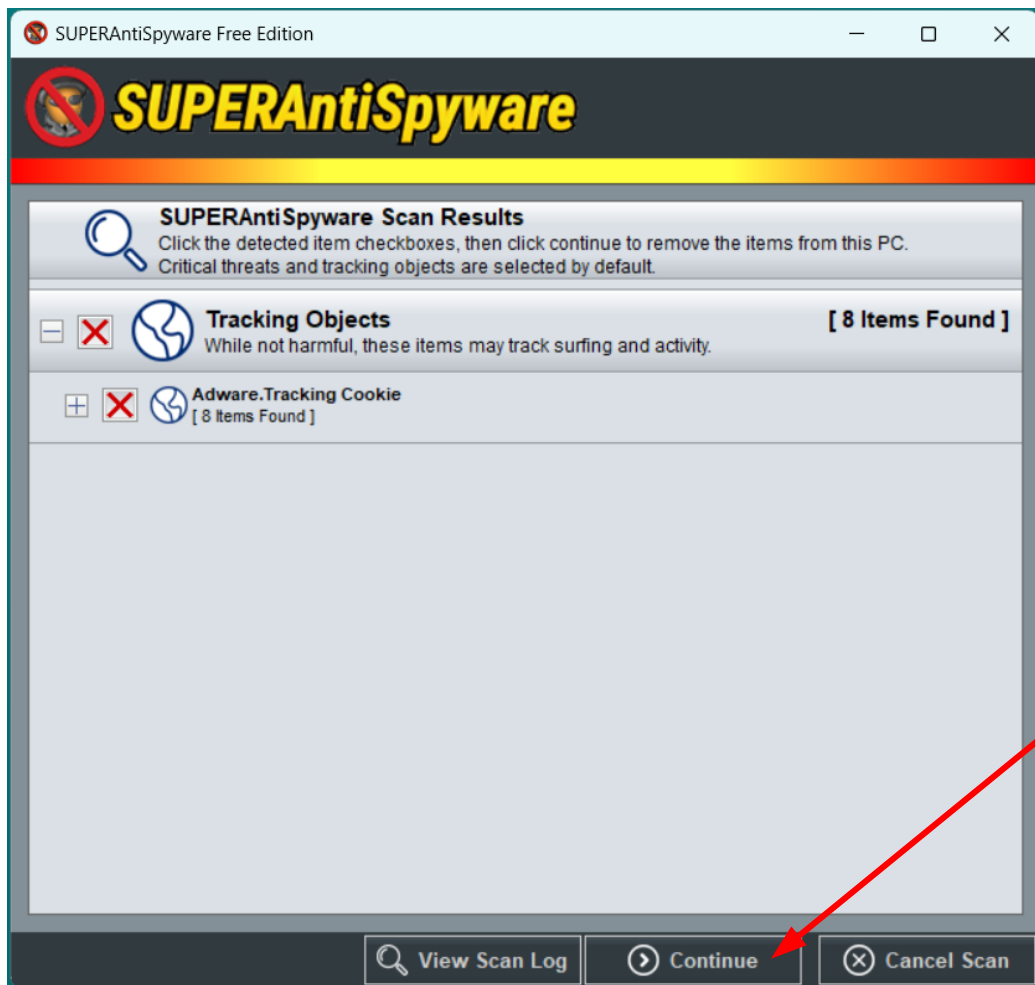 SUPERAntiSpyware Free Edition
SUPERAntiSpyware
SUPERAntiSpyware Scan Results
Click the detected item checkboxes, then click continue to remove the items from this PC.
Critical threats and tracking objects are selected by default.
Tracking Objects [ 8 Items Found ]
While not harmful, these items may track surfing and activity.
Adware.Tracking Cookie
[ 8 Items Found ]
View Scan Log Continue Cancel Scan